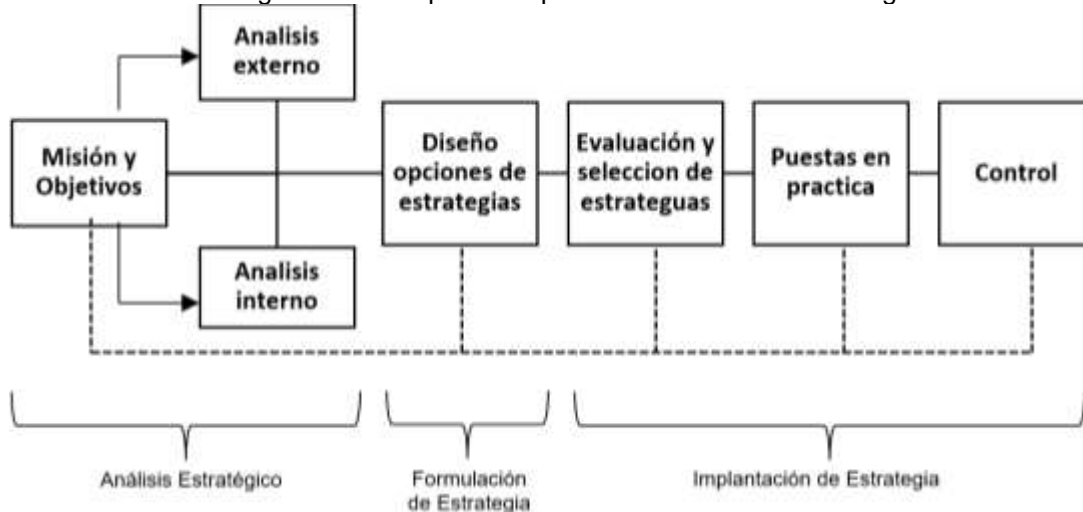 Analisis
externo
Misión y
Objetivos
Analisis
interno
Diseño
opciones de
estrategias
Evaluación y
seleccion de
estrateguas
Puestas en
practica
Control
Análisis Estratégico
Formulación
de Estrategia
Implantación de Estrategia